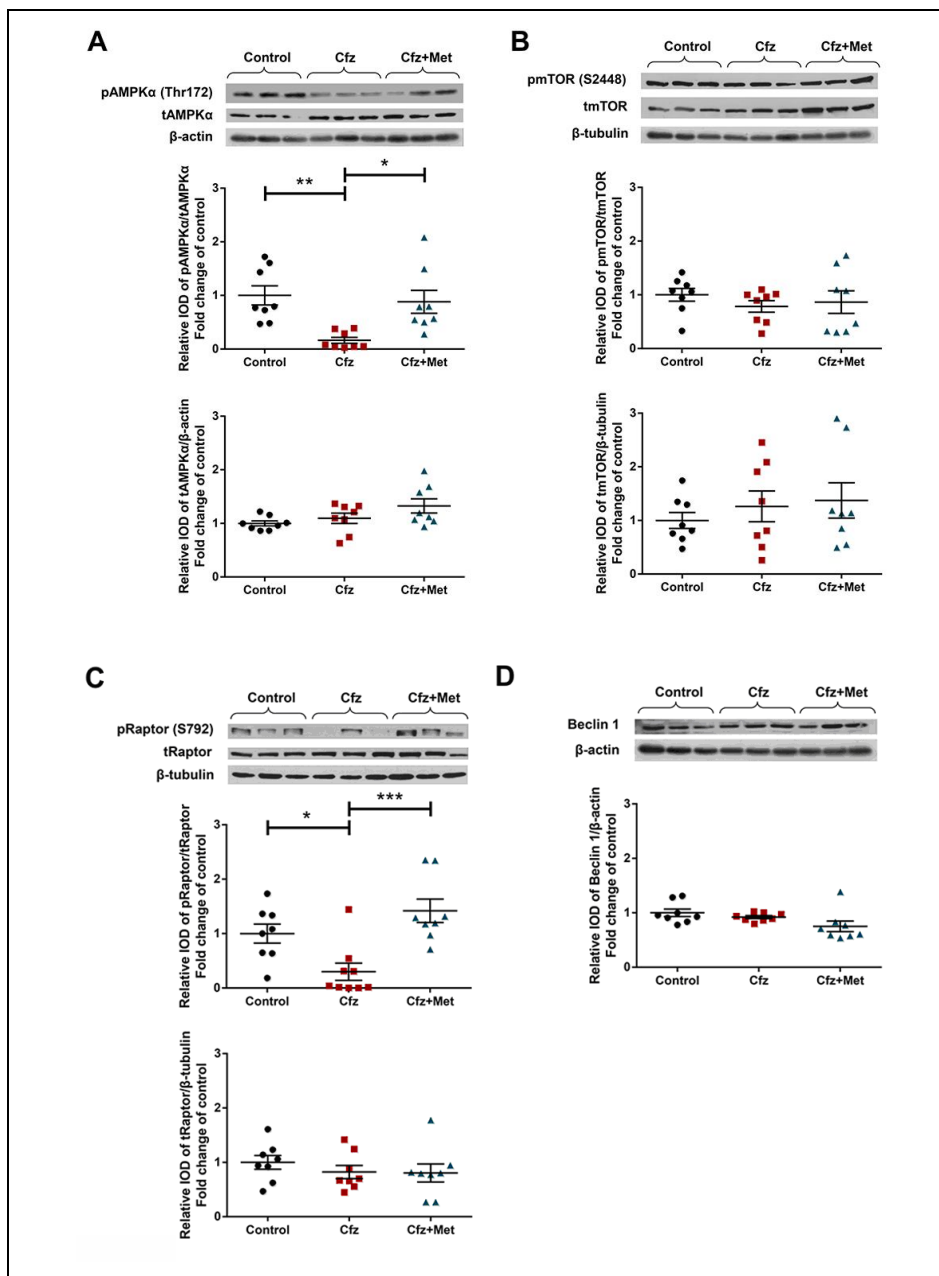 A
Control Cfz Cfz+Met
pAMPKα (Thr172)
tAMPKα
β-actin
* 
**
Relative IOD of pAMPKα/tAMPKα
Fold change of control
3
2
1
0
Control Cfz Cfz+Met
Relative IOD of tAMPKα/β-actin
Fold change of control
3
2
1
0
Control Cfz Cfz+Met
B
Control Cfz Cfz+Met
pmTOR (S2448)
tmTOR
β-tubulin
Relative IOD of pmTOR/tmTOR
Fold change of control
3
2
1
0
Control Cfz Cfz+Met
Relative IOD of tmTOR/β-tubulin
Fold change of control
3
2
1
0
Control Cfz Cfz+Met
C
Control Cfz Cfz+Met
pRaptor (S792)
tRaptor
β-tubulin
***
*
Relative IOD of pRaptor/tRaptor
Fold change of control
3
2
1
0
Control Cfz Cfz+Met
Relative IOD of tRaptor/β-tubulin
Fold change of control
3
2
1
0
Control Cfz Cfz+Met
D
Control Cfz Cfz+Met
Beclin 1
β-actin
Relative IOD of Beclin 1/β-actin
Fold change of control
3
2
1
0
Control Cfz Cfz+Met